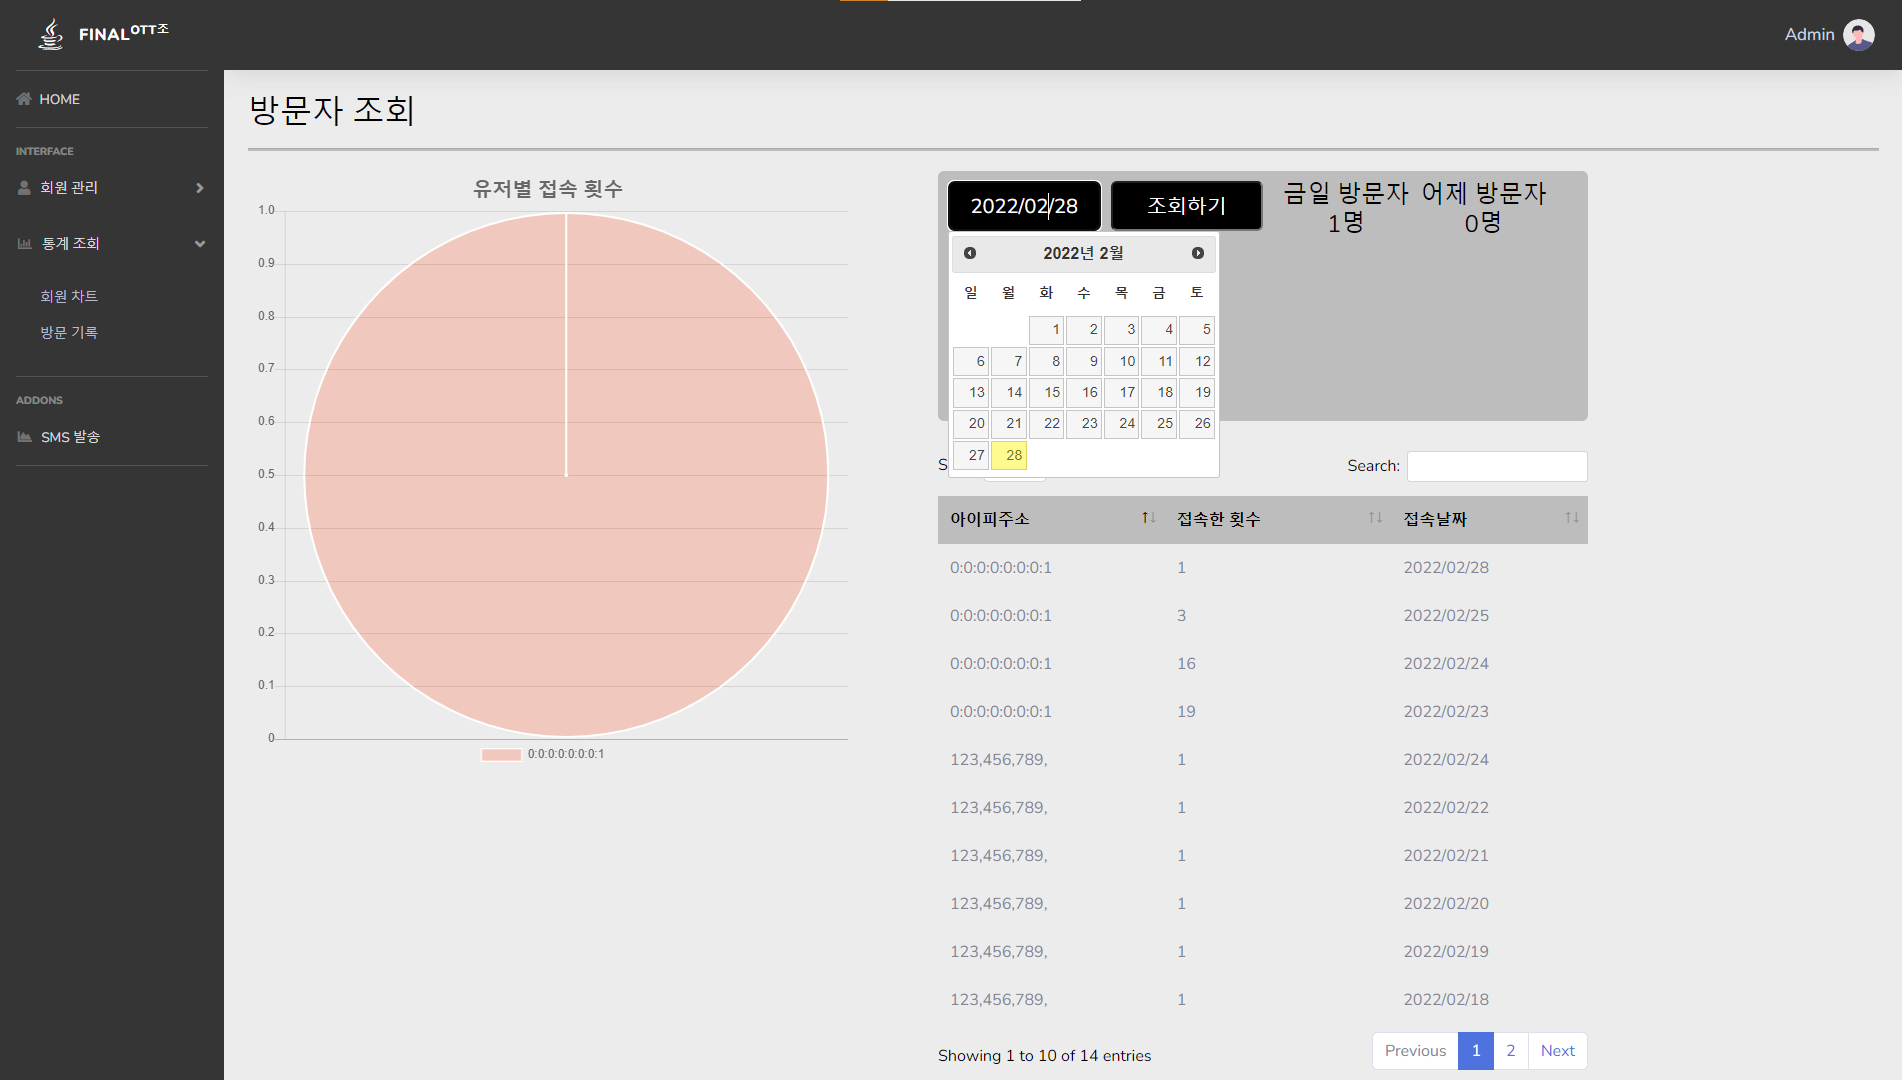 FINAL OTT조
Admin
HOME
INTERFACE
회원 관리
통계 조회
회원 차트
방문 기록
ADDONS
SMS 발송
방문자 조회
유저별 접속 횟수
1.0
0.9
0.8
0.7
0.6
0.5
0.4
0.3
0.2
0.1
0
0:0:0:0:0:0:0:1
2022/02/28
조회하기
금일 방문자 어제 방문자
1명 0명
2022년 2월
일 월 화 수 목 금 토
1 2 3 4 5
6 7 8 9 10 11 12
13 14 15 16 17 18 19
20 21 22 23 24 25 26
27 28
Search:
아이피주소 접속한 횟수 접속날짜
0:0:0:0:0:0:0:1 1 2022/02/28
0:0:0:0:0:0:0:1 3 2022/02/25
0:0:0:0:0:0:0:1 16 2022/02/24
0:0:0:0:0:0:0:1 19 2022/02/23
123,456,789, 1 2022/02/24
123,456,789, 1 2022/02/22
123,456,789, 1 2022/02/21
123,456,789, 1 2022/02/20
123,456,789, 1 2022/02/19
123,456,789, 1 2022/02/18
Showing 1 to 10 of 14 entries
Previous 1 2 Next